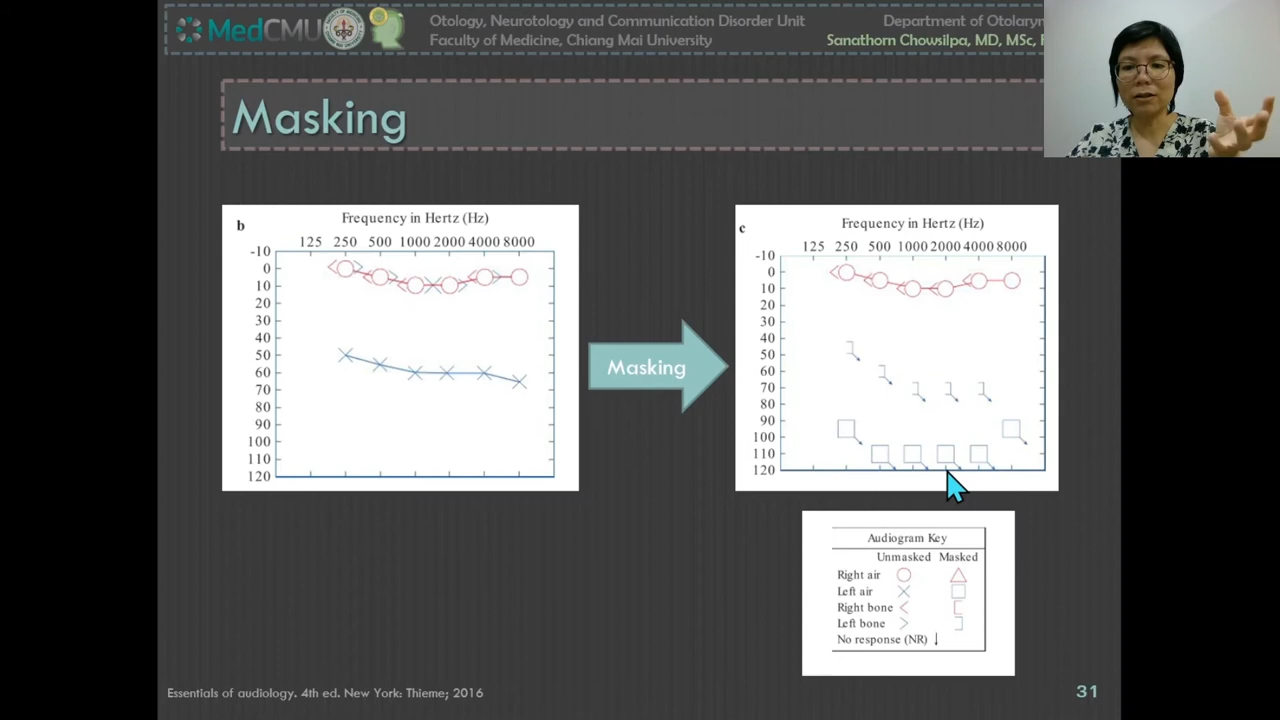 MedCMU
Otology, Neurotology and Communication Disorder Unit
Faculty of Medicine, Chiang Mai University
Department of Otolaryn
Sanathorn Chowsilpa, MD, MSc,
Masking
b
Frequency in Hertz (Hz)
125 250 500 1000 2000 4000 8000
-10
0
10
20
30
40
50
60
70
80
90
100
110
120
Masking
c
Frequency in Hertz (Hz)
125 250 500 1000 2000 4000 8000
-10
0
10
20
30
40
50
60
70
80
90
100
110
120
Audiogram Key
Unmasked Masked
Right air
Left air
Right bone
Left bone
No response (NR)
Essentials of audiology. 4th ed. New York: Thieme; 2016
31